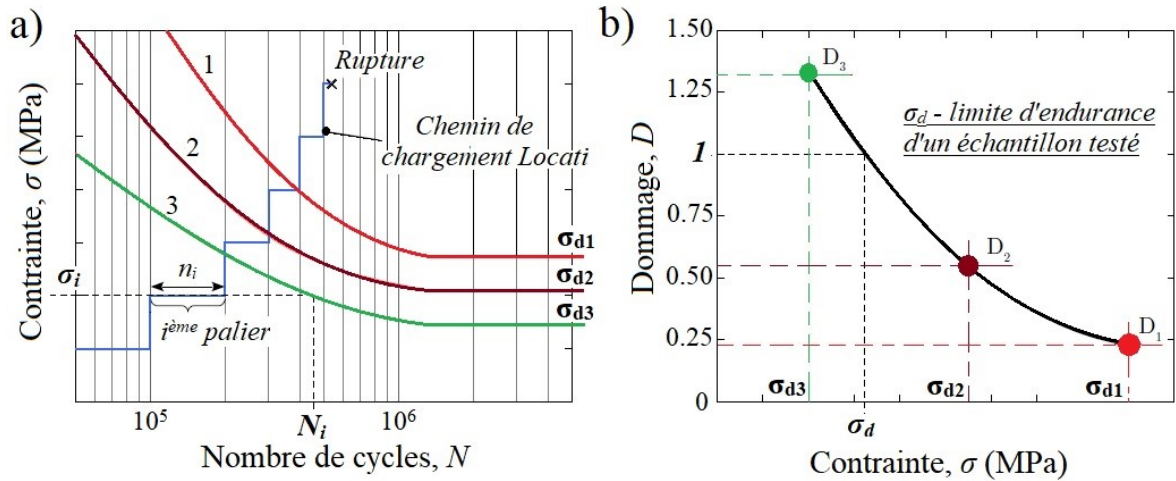 a)
Contrainte, σ (MPa)
1
2
3
Rupture
Chemin de
chargement Locati
σi
ni
ième palier
σd1
σd2
σd3
10⁵
Ni
10⁶
Nombre de cycles, N
b)
Dommage, D
1.50
1.25
1
0.75
0.50
0.25
0
D3
D2
D1
σd - limite d'endurance
d'un échantillon testé
σd3
σd
σd2
σd1
Contrainte, σ (MPa)